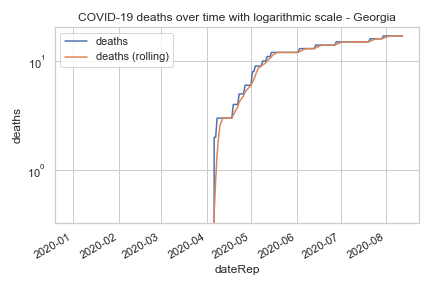 COVID-19 deaths over time with logarithmic scale - Georgia
deaths
deaths (rolling)
10¹
10⁰
deaths
2020-01
2020-02
2020-03
2020-04
2020-05
2020-06
2020-07
2020-08
dateRep